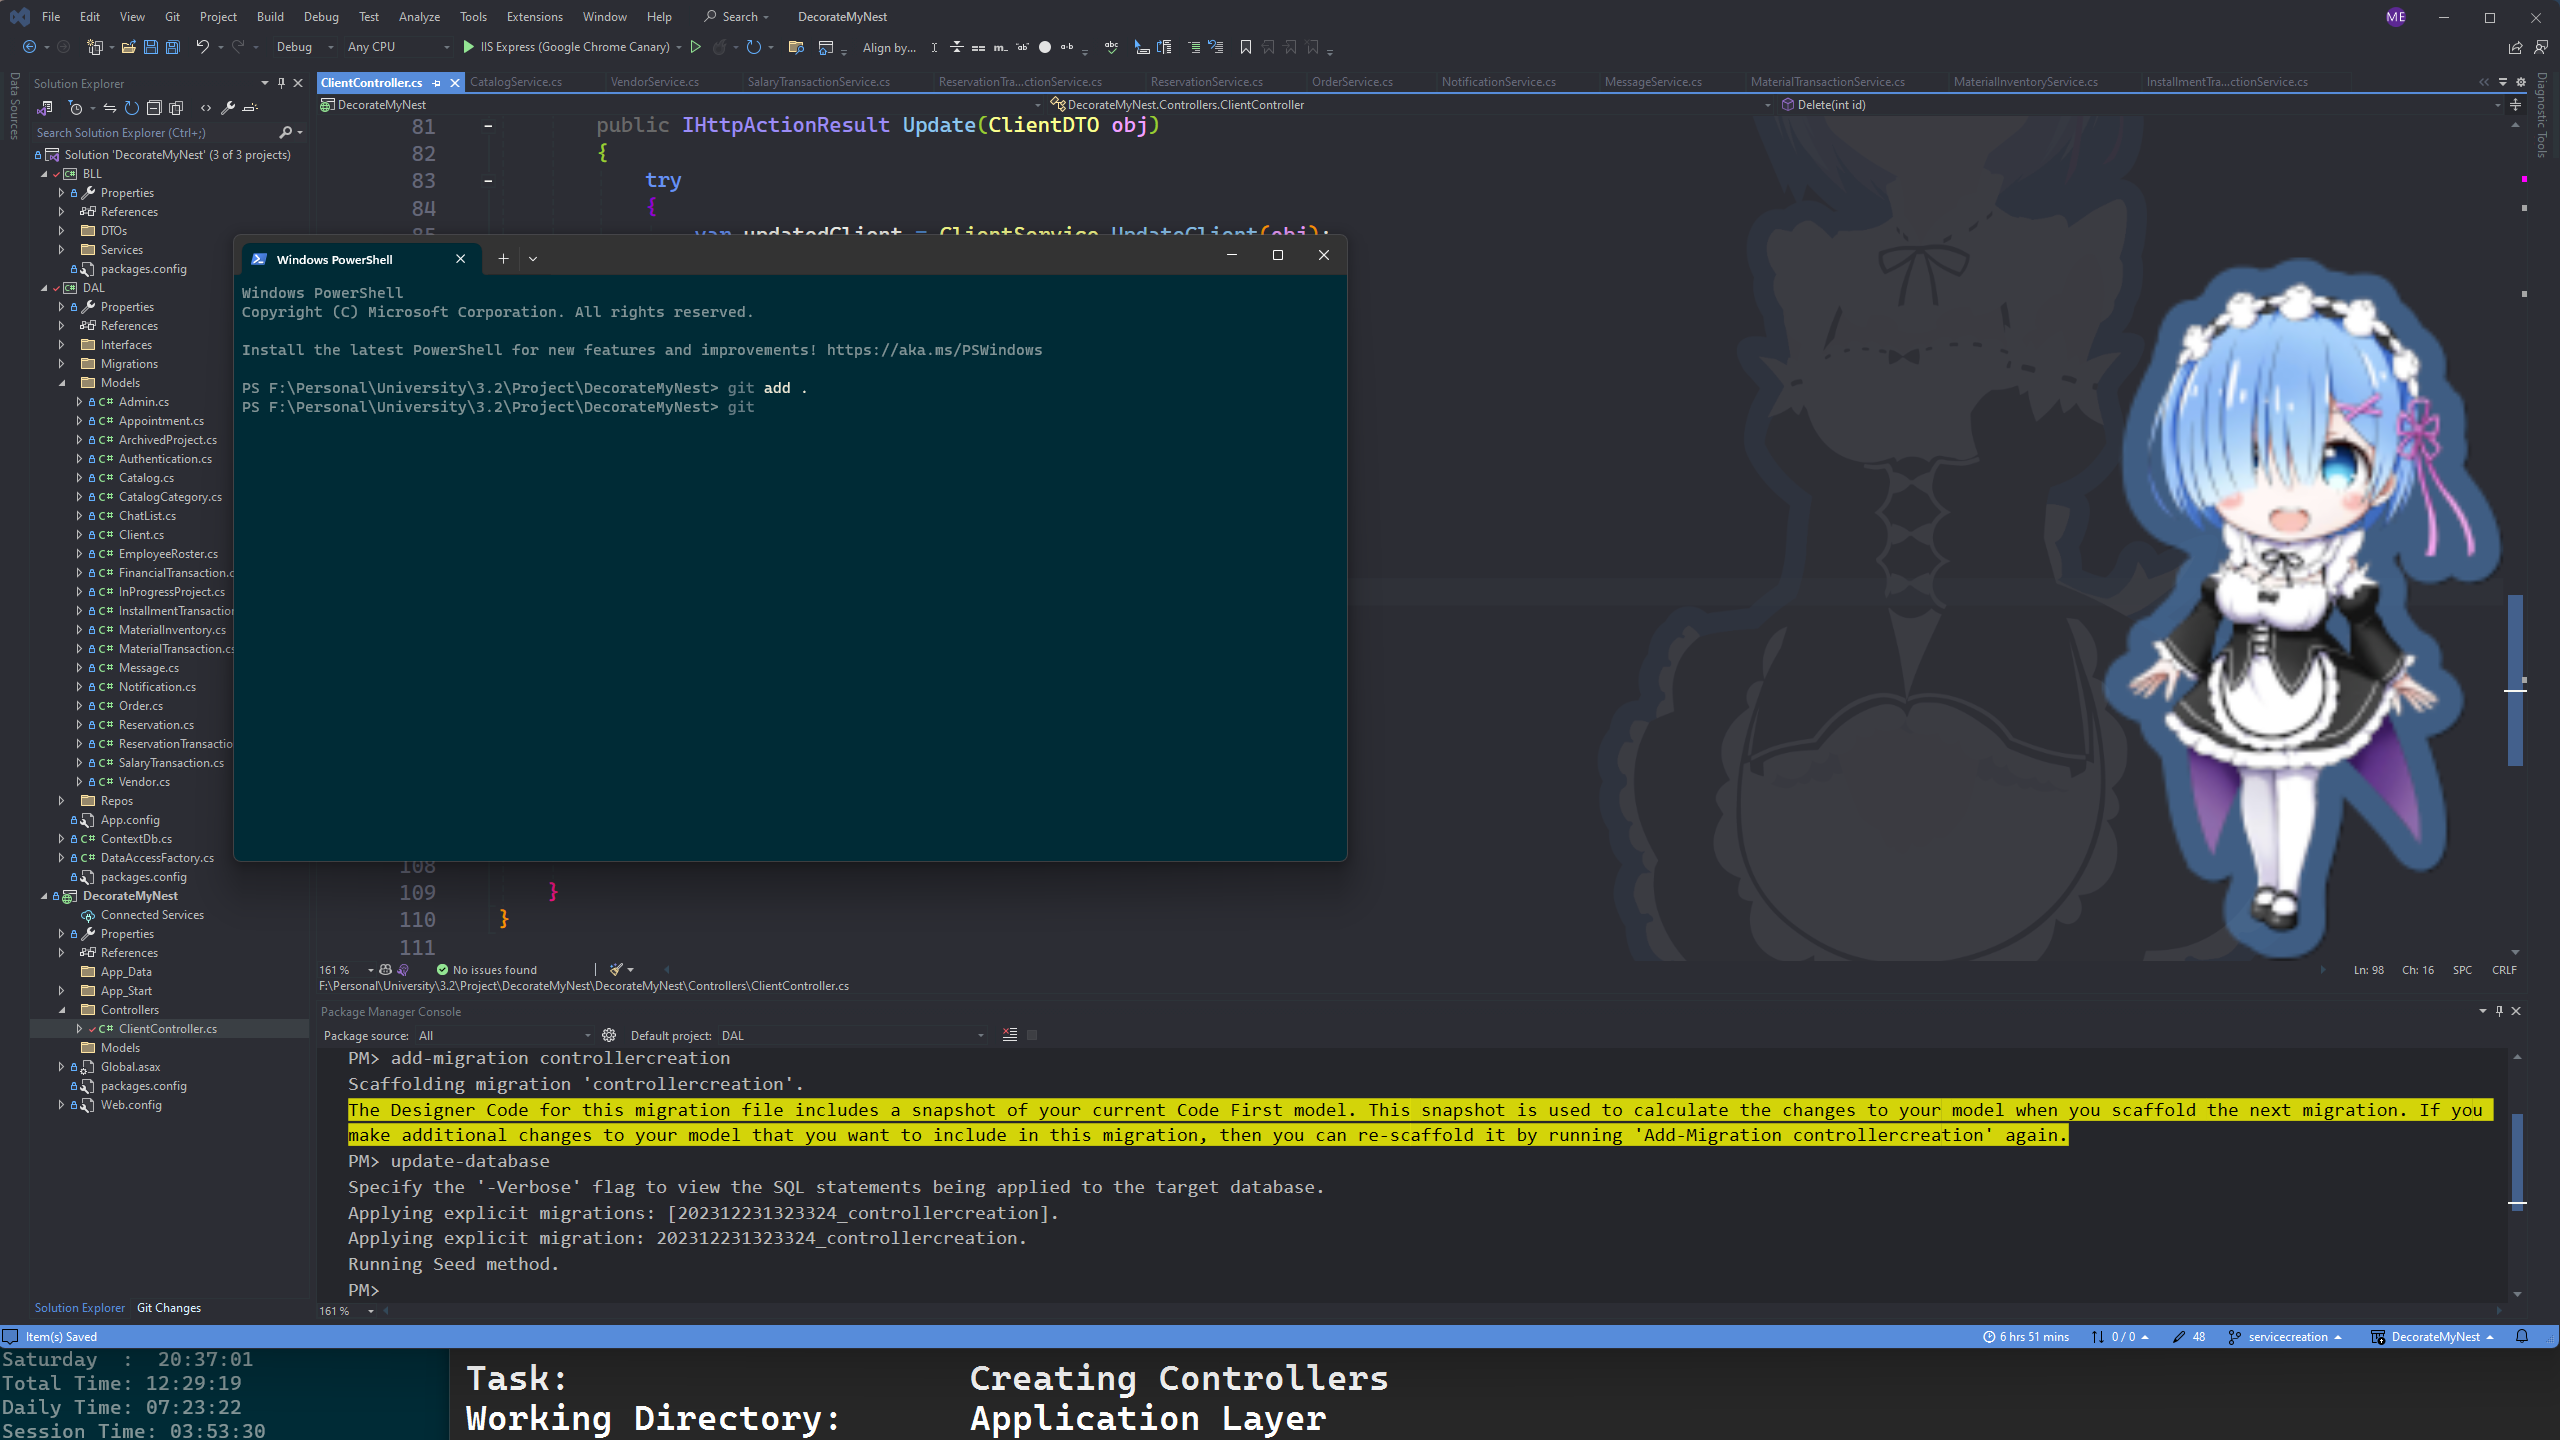 File Edit View Git Project Build Debug Test Analyze Tools Extensions Window Help Search DecorateMyNest ME
Debug Any CPU IIS Express (Google Chrome Canary) Align by...
Data Sources
Solution Explorer
Search Solution Explorer (Ctrl+;)
Solution 'DecorateMyNest' (3 of 3 projects)
BLL
Properties
References
DTOs
Services
packages.config
DAL
Properties
References
Interfaces
Migrations
Models
C# Admin.cs
C# Appointment.cs
C# ArchivedProject.cs
C# Authentication.cs
C# Catalog.cs
C# CatalogCategory.cs
C# ChatList.cs
C# Client.cs
C# EmployeeRoster.cs
C# FinancialTransaction.c
C# InProgressProject.cs
C# InstallmentTransaction
C# MaterialInventory.cs
C# MaterialTransaction.cs
C# Message.cs
C# Notification.cs
C# Order.cs
C# Reservation.cs
C# ReservationTransactio
C# SalaryTransaction.cs
C# Vendor.cs
Repos
App.config
C# ContextDb.cs
C# DataAccessFactory.cs
packages.config
DecorateMyNest
Connected Services
Properties
References
App_Data
App_Start
Controllers
C# ClientController.cs
Models
Global.asax
packages.config
Web.config
Solution Explorer Git Changes
ClientController.cs CatalogService.cs VendorService.cs SalaryTransactionService.cs ReservationTra...ctionService.cs ReservationService.cs OrderService.cs NotificationService.cs MessageService.cs MaterialTransactionService.cs MaterialInventoryService.cs InstallmentTra...ctionService.cs
DecorateMyNest DecorateMyNest.Controllers.ClientController Delete(int id)
Diagnostic Tools
81 public IHttpActionResult Update(ClientDTO obj)
82 {
83 try
84 {
85 var updatedClient = ClientService.UpdateClient(obj);
Windows PowerShell
Windows PowerShell
Copyright (C) Microsoft Corporation. All rights reserved.
Install the latest PowerShell for new features and improvements! https://aka.ms/PSWindows
PS F:\Personal\University\3.2\Project\DecorateMyNest> git add .
PS F:\Personal\University\3.2\Project\DecorateMyNest> git
108
109 }
110 }
111
161 % No issues found Ln: 98 Ch: 16 SPC CRLF
F:\Personal\University\3.2\Project\DecorateMyNest\DecorateMyNest\Controllers\ClientController.cs
Package Manager Console
Package source: All Default project: DAL
PM> add-migration controllercreation
Scaffolding migration 'controllercreation'.
The Designer Code for this migration file includes a snapshot of your current Code First model. This snapshot is used to calculate the changes to your model when you scaffold the next migration. If you
make additional changes to your model that you want to include in this migration, then you can re-scaffold it by running 'Add-Migration controllercreation' again.
PM> update-database
Specify the '-Verbose' flag to view the SQL statements being applied to the target database.
Applying explicit migrations: [202312231323324_controllercreation].
Applying explicit migration: 202312231323324_controllercreation.
Running Seed method.
PM>
161 %
Item(s) Saved 6 hrs 51 mins 0 / 0 48 servicecreation DecorateMyNest
Saturday : 20:37:01
Total Time: 12:29:19
Daily Time: 07:23:22
Session Time: 03:53:30
Task: Creating Controllers
Working Directory: Application Layer